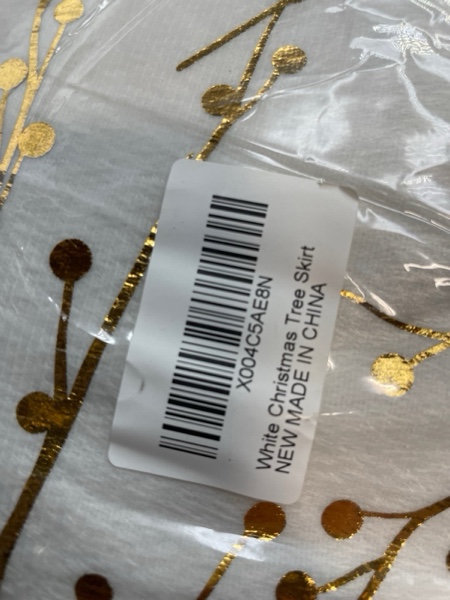 X004C5AE8N
White Christmas Tree Skirt
NEW MADE IN CHINA